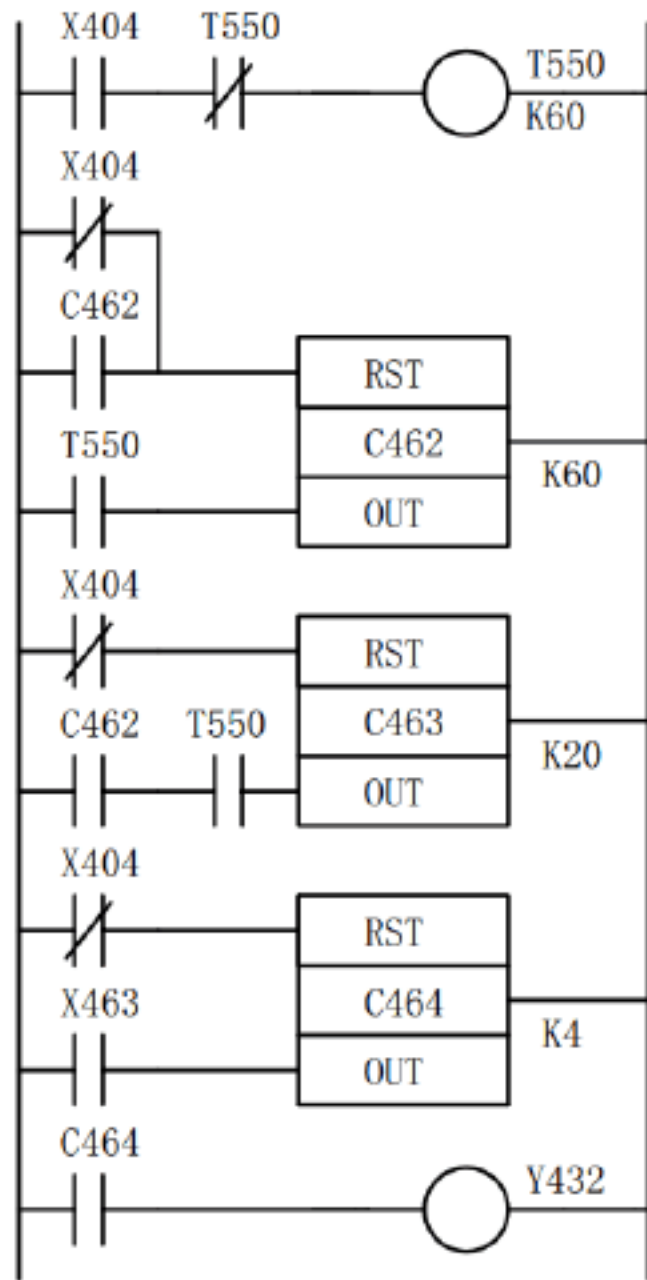 X404 T550
T550
K60
X404
C462
RST
T550
C462
K60
OUT
X404
RST
C462 T550
C463
K20
OUT
X404
RST
X463
C464
K4
OUT
C464
Y432